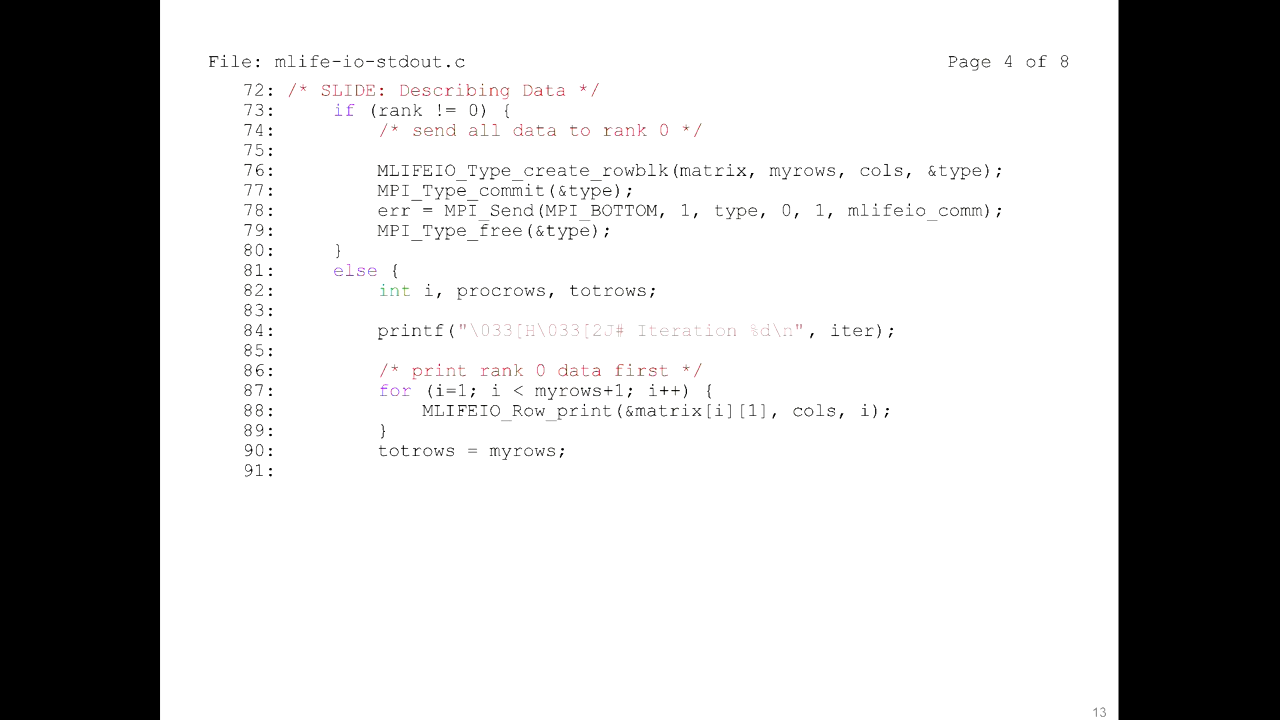 File: mlife-io-stdout.c Page 4 of 8
72: /* SLIDE: Describing Data */
73:     if (rank != 0) {
74:         /* send all data to rank 0 */
75:
76:         MLIFEIO_Type_create_rowblk(matrix, myrows, cols, &type);
77:         MPI_Type_commit(&type);
78:         err = MPI_Send(MPI_BOTTOM, 1, type, 0, 1, mlifeio_comm);
79:         MPI_Type_free(&type);
80:     }
81:     else {
82:         int i, procrows, totrows;
83:
84:         printf("\033[H\033[2J# Iteration %d\n", iter);
85:
86:         /* print rank 0 data first */
87:         for (i=1; i < myrows+1; i++) {
88:             MLIFEIO_Row_print(&matrix[i][1], cols, i);
89:         }
90:         totrows = myrows;
91:
13